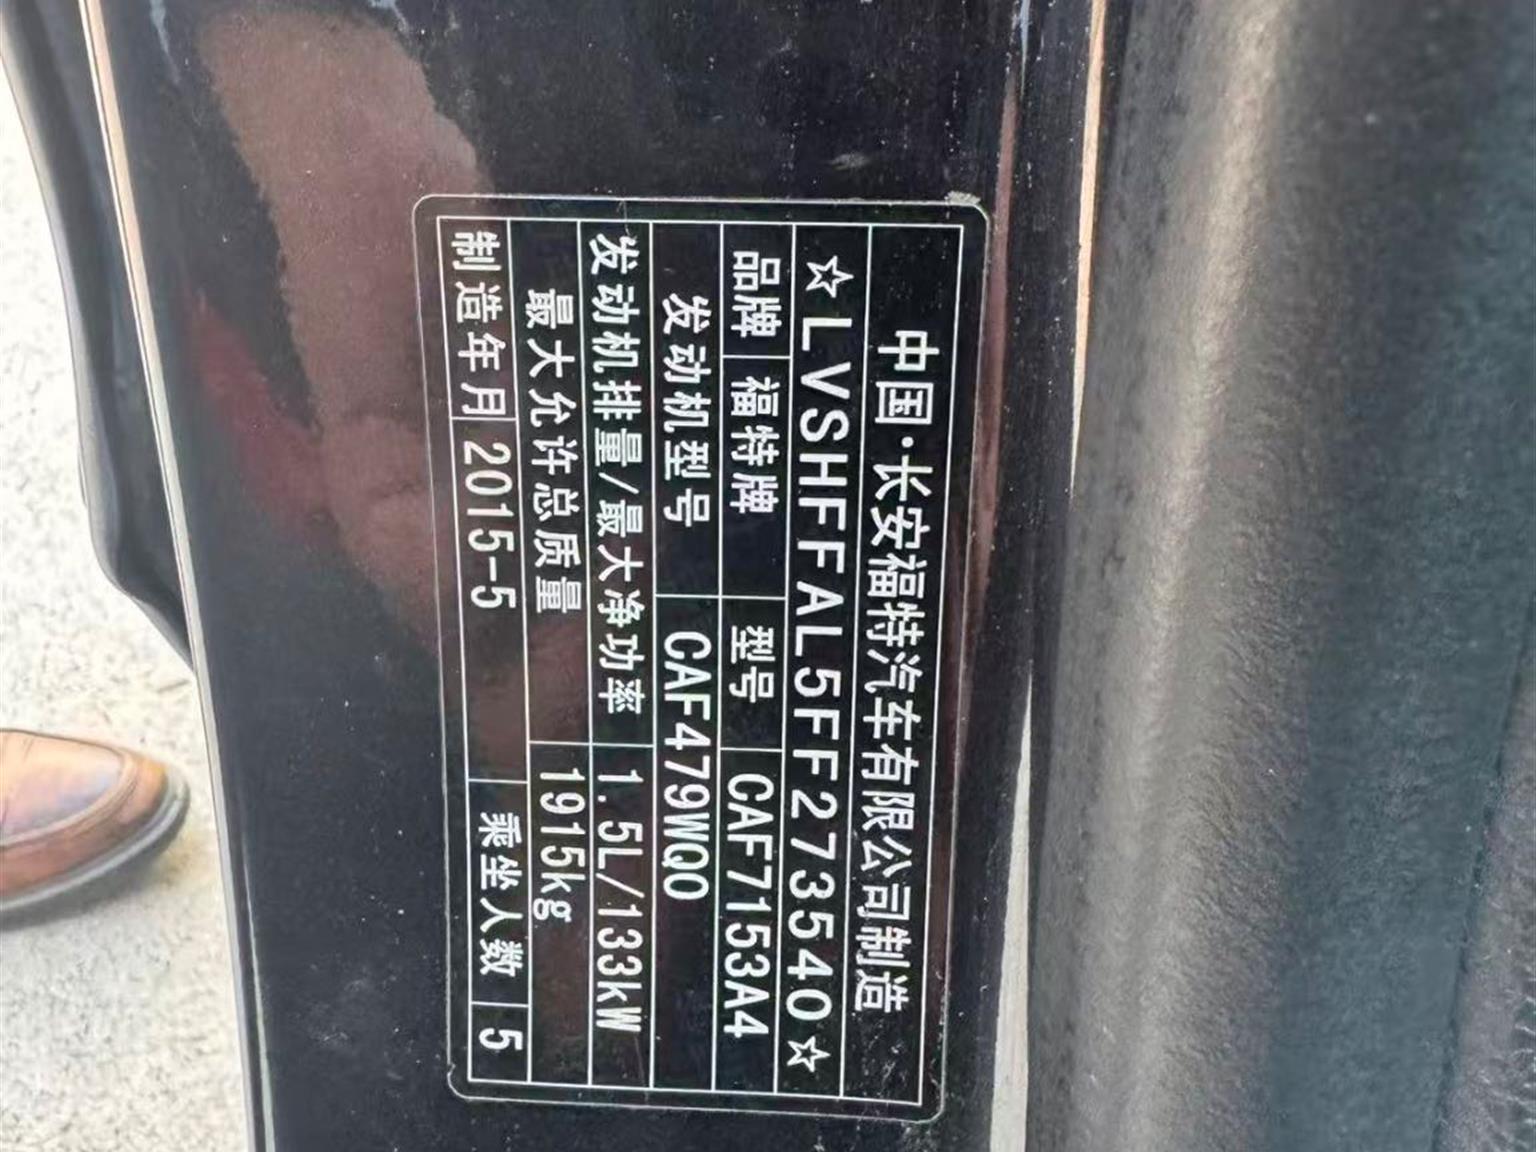 中国·长安福特汽车有限公司制造
☆LVSHFFAL5FF273540☆
品牌 福特牌 型号 CAF7153A4
发动机型号 CAF479WQ0
发动机排量/最大净功率 1.5L/133kW
最大允许总质量 1915kg
制造年月 2015-5 乘坐人数 5